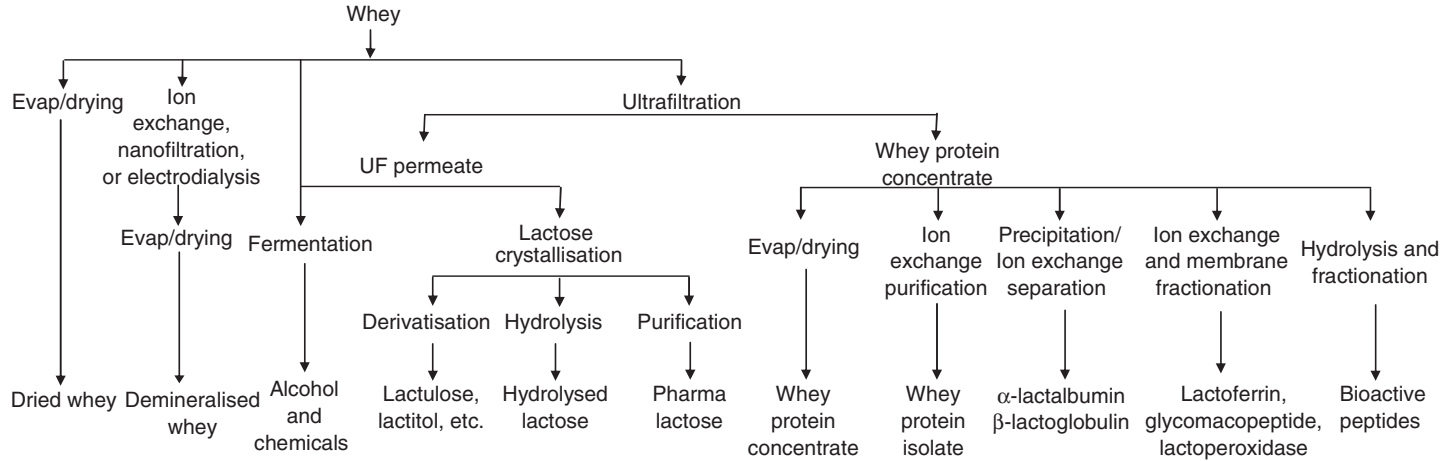 Whey
Evap/drying
Ion
exchange,
nanofiltration,
or electrodialysis
Ultrafiltration
UF permeate
Whey protein
concentrate
Evap/drying
Fermentation
Lactose
crystallisation
Evap/drying
Ion
exchange
purification
Precipitation/
Ion exchange
separation
Ion exchange
and membrane
fractionation
Hydrolysis and
fractionation
Derivatisation
Hydrolysis
Purification
Dried whey
Demineralised
whey
Alcohol
and
chemicals
Lactulose,
lactitol, etc.
Hydrolysed
lactose
Pharma
lactose
Whey
protein
concentrate
Whey
protein
isolate
α-lactalbumin
β-lactoglobulin
Lactoferrin,
glycomacopeptide,
lactoperoxidase
Bioactive
peptides